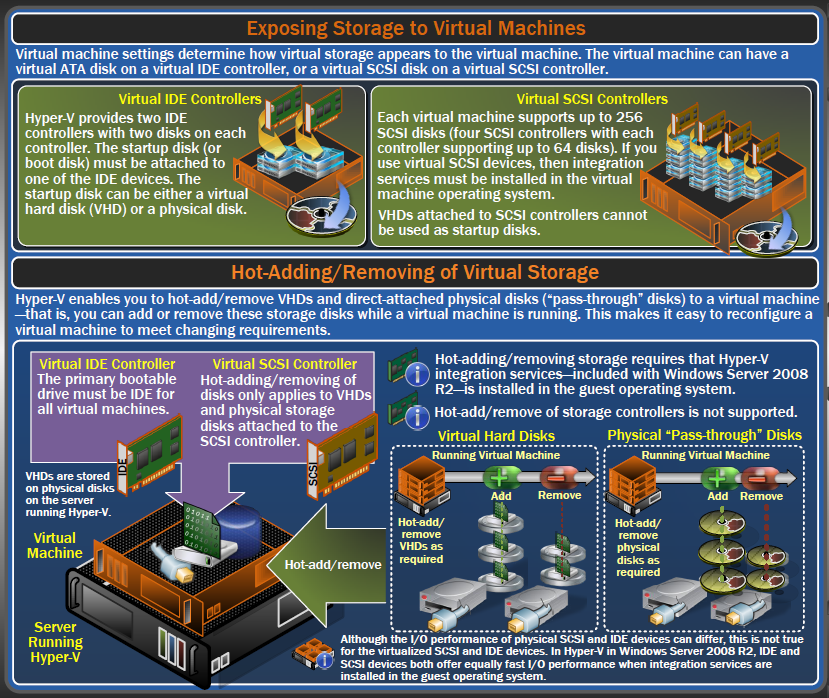 Exposing Storage to Virtual Machines
Virtual machine settings determine how virtual storage appears to the virtual machine. The virtual machine can have a
virtual ATA disk on a virtual IDE controller, or a virtual SCSI disk on a virtual SCSI controller.
Virtual IDE Controllers
Hyper-V provides two IDE
controllers with two disks on each
controller. The startup disk (or
boot disk) must be attached to
one of the IDE devices. The
startup disk can be either a virtual
hard disk (VHD) or a physical disk.
Virtual SCSI Controllers
Each virtual machine supports up to 256
SCSI disks (four SCSI controllers with each
controller supporting up to 64 disks). If you
use virtual SCSI devices, then integration
services must be installed in the virtual
machine operating system.
VHDs attached to SCSI controllers cannot
be used as startup disks.
Hot-Adding/Removing of Virtual Storage
Hyper-V enables you to hot-add/remove VHDs and direct-attached physical disks (“pass-through” disks) to a virtual machine
—that is, you can add or remove these storage disks while a virtual machine is running. This makes it easy to reconfigure a
virtual machine to meet changing requirements.
Virtual IDE Controller
The primary bootable
drive must be IDE for
all virtual machines.
Virtual SCSI Controller
Hot-adding/removing of
disks only applies to VHDs
and physical storage
disks attached to the
SCSI controller.
IDE
SCSI
VHDs are stored
on physical disks
on the server
running Hyper-V.
Virtual
Machine
01011
010101
010101
01010
Server
Running
Hyper-V
Hot-add/remove
Hot-adding/removing storage requires that Hyper-V
integration services—included with Windows Server 2008
R2—is installed in the guest operating system.
Hot-add/remove of storage controllers is not supported.
Virtual Hard Disks
Running Virtual Machine
Add
Remove
Hot-add/
remove
VHDs as
required
Physical “Pass-through” Disks
Running Virtual Machine
Add
Remove
Hot-add/
remove
physical
disks as
required
Although the I/O performance of physical SCSI and IDE devices can differ, this is not true
for the virtualized SCSI and IDE devices. In Hyper-V in Windows Server 2008 R2, IDE and
SCSI devices both offer equally fast I/O performance when integration services are
installed in the guest operating system.